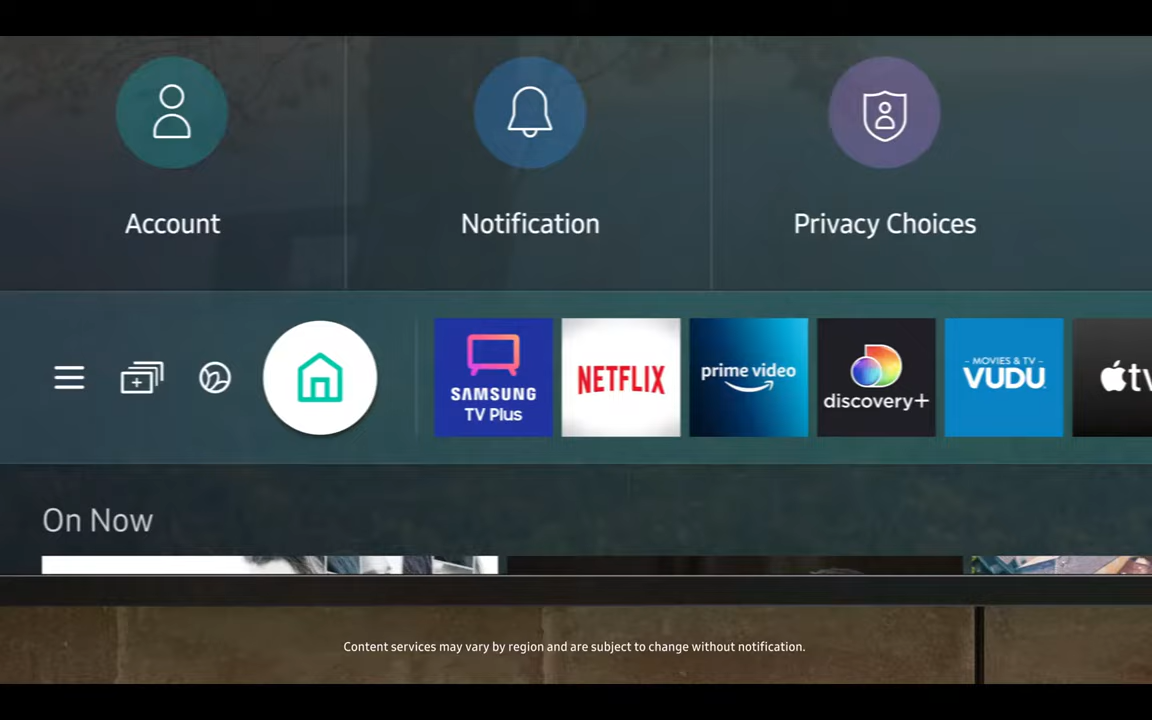 Account
Notification
Privacy Choices
SAMSUNG
TV Plus
NETFLIX
prime video
discovery+
– MOVIES & TV –
VUDU
tv
On Now
Content services may vary by region and are subject to change without notification.